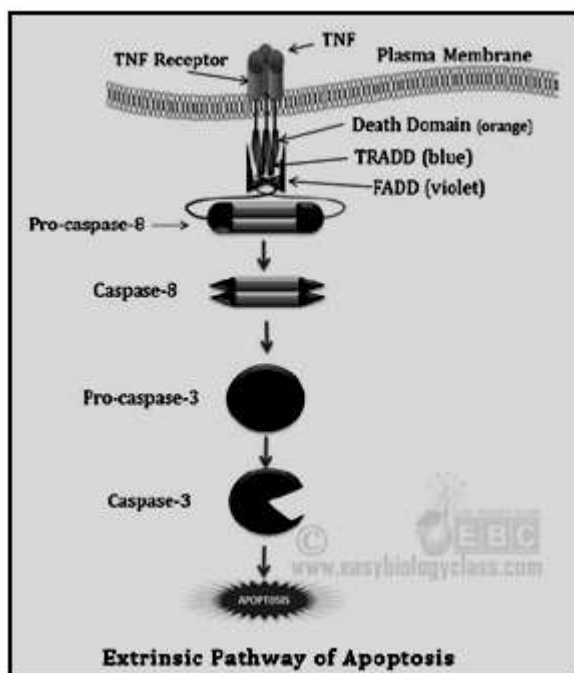 TNF
TNF Receptor
Plasma Membrane
Death Domain (orange)
TRADD (blue)
FADD (violet)
Pro-caspase-8
Caspase-8
Pro-caspase-3
Caspase-3
© EBC
www.easybiologyclass.com
APOPTOSIS
Extrinsic Pathway of Apoptosis